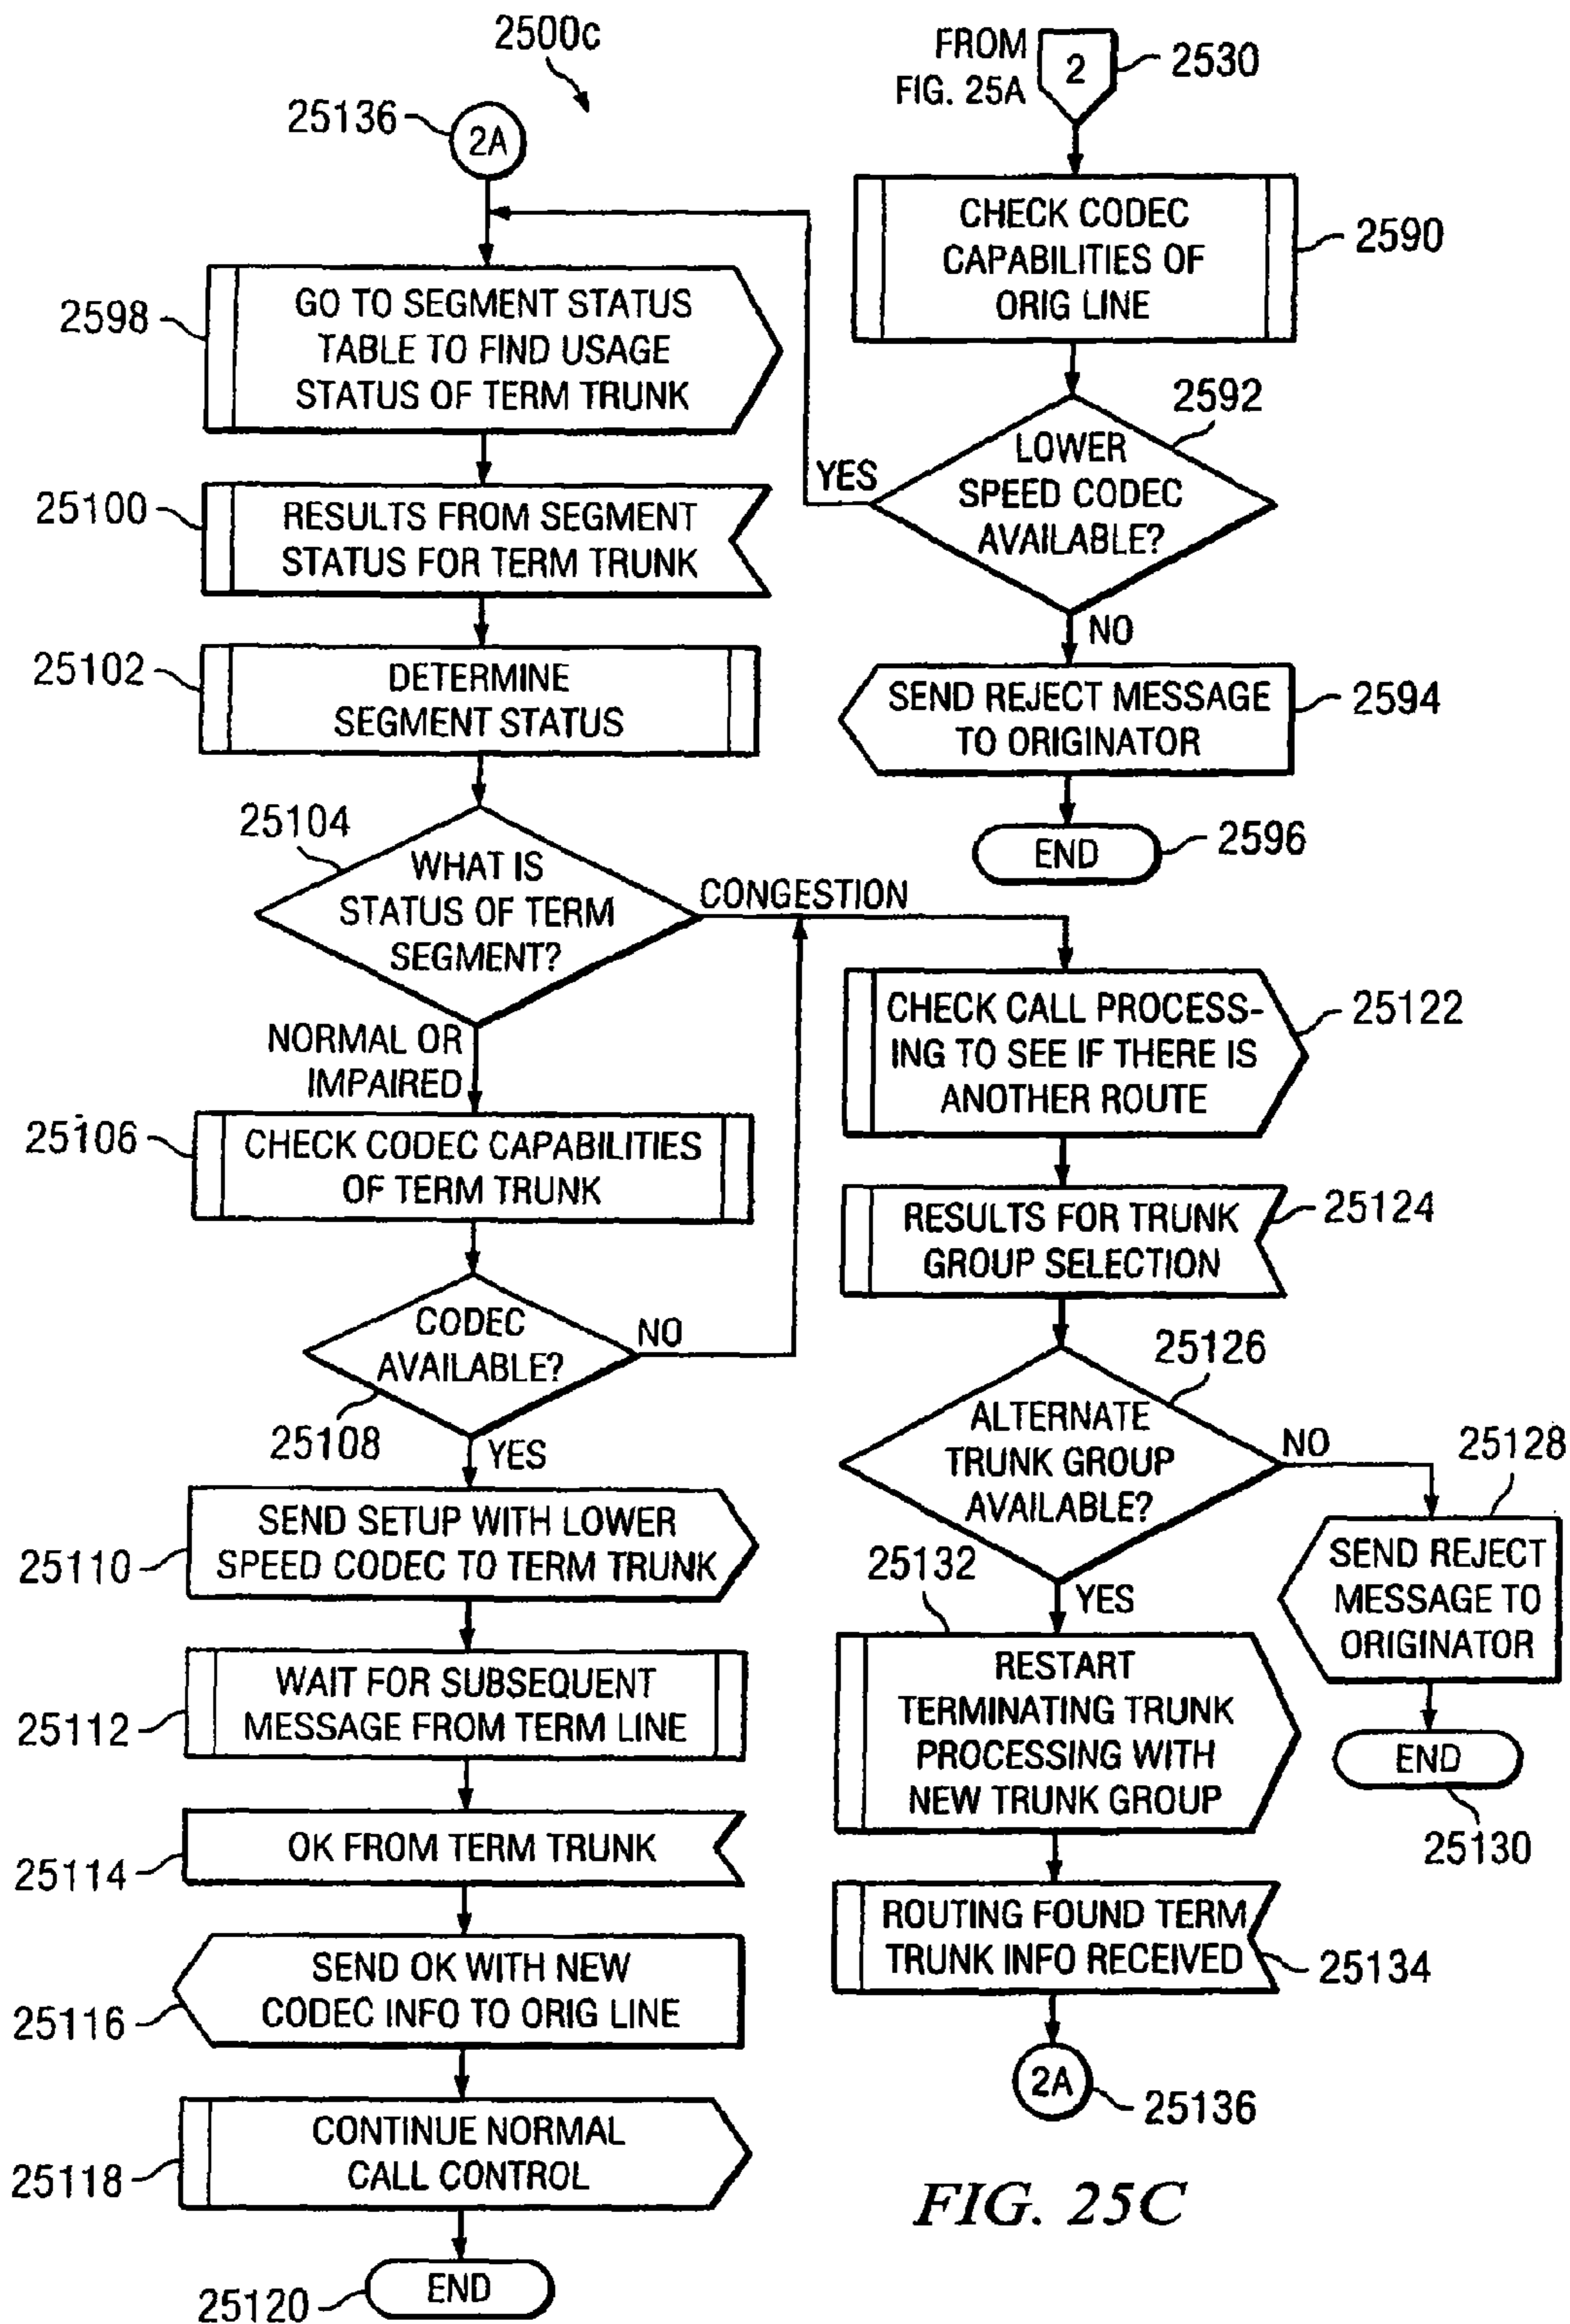 2500c
FROM
FIG. 25A
2
2530
25136
2A
CHECK CODEC
CAPABILITIES OF
ORIG LINE
2590
2598
GO TO SEGMENT STATUS
TABLE TO FIND USAGE
STATUS OF TERM TRUNK
2592
LOWER
SPEED CODEC
AVAILABLE?
YES
NO
25100
RESULTS FROM SEGMENT
STATUS FOR TERM TRUNK
25102
DETERMINE
SEGMENT STATUS
SEND REJECT MESSAGE
TO ORIGINATOR
2594
END
2596
25104
WHAT IS
STATUS OF TERM
SEGMENT?
CONGESTION
NORMAL OR
IMPAIRED
25106
CHECK CODEC CAPABILITIES
OF TERM TRUNK
CODEC
AVAILABLE?
NO
25108
YES
25110
SEND SETUP WITH LOWER
SPEED CODEC TO TERM TRUNK
25112
WAIT FOR SUBSEQUENT
MESSAGE FROM TERM LINE
25114
OK FROM TERM TRUNK
25116
SEND OK WITH NEW
CODEC INFO TO ORIG LINE
25118
CONTINUE NORMAL
CALL CONTROL
25120
END
CHECK CALL PROCESS-
ING TO SEE IF THERE IS
ANOTHER ROUTE
25122
RESULTS FOR TRUNK
GROUP SELECTION
25124
25126
ALTERNATE
TRUNK GROUP
AVAILABLE?
NO
25128
SEND REJECT
MESSAGE TO
ORIGINATOR
END
25130
YES
25132
RESTART
TERMINATING TRUNK
PROCESSING WITH
NEW TRUNK GROUP
ROUTING FOUND TERM
TRUNK INFO RECEIVED
25134
2A
25136
FIG. 25C